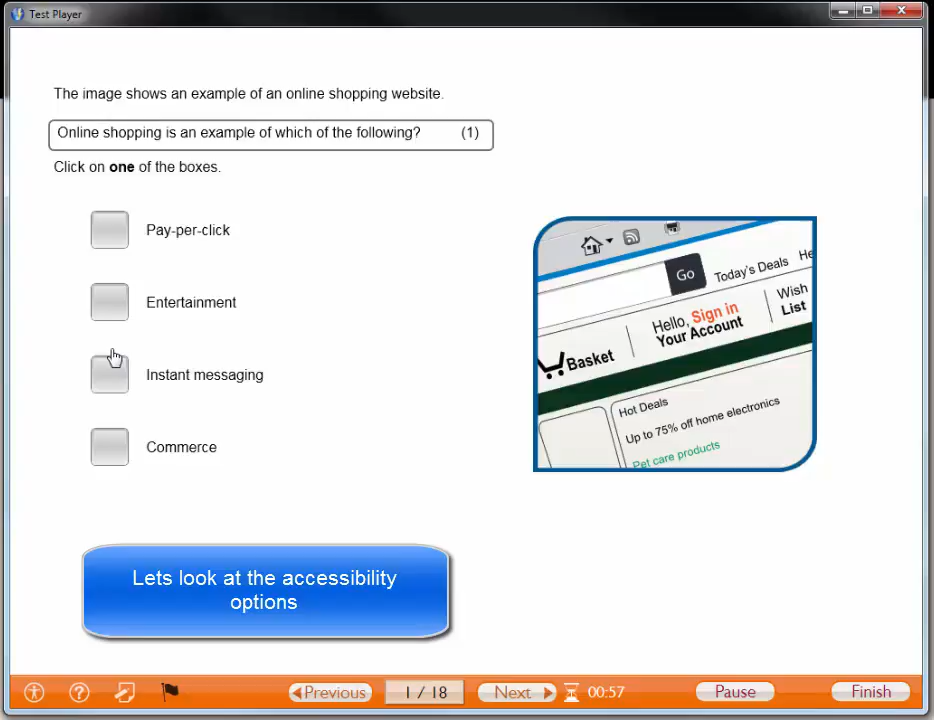 Test Player
The image shows an example of an online shopping website.
Online shopping is an example of which of the following? (1)
Click on one of the boxes.
Pay-per-click
Entertainment
Instant messaging
Commerce
Go
Today's Deals He
Hello, Sign in
Your Account
Wish
List
Basket
Hot Deals
Up to 75% off home electronics
Pet care products
Lets look at the accessibility
options
Previous
1 / 18
Next
00:57
Pause
Finish